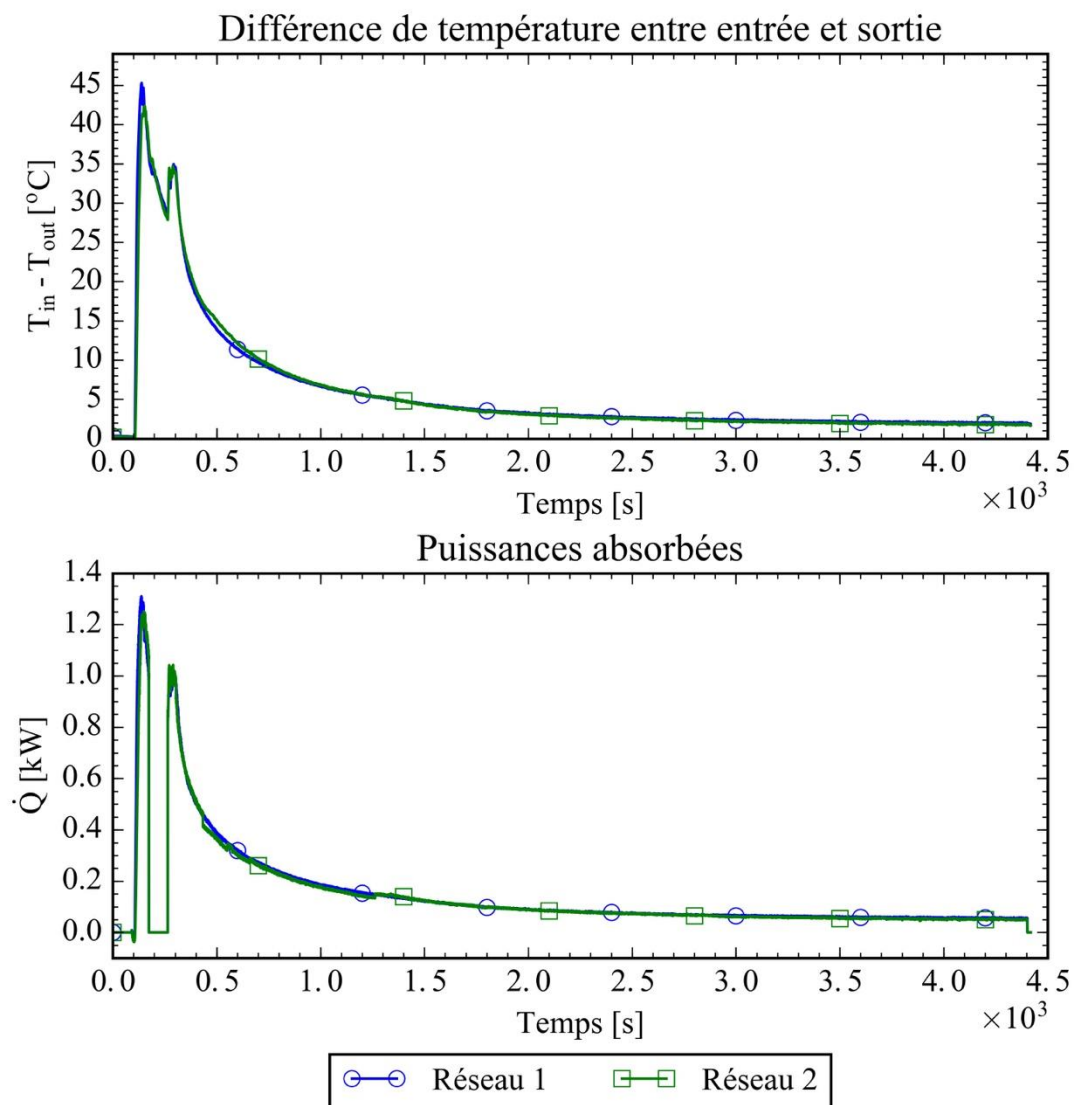 Différence de température entre entrée et sortie
45
40
35
30
25
20
15
10
5
0
T_in - T_out [°C]
0.0 0.5 1.0 1.5 2.0 2.5 3.0 3.5 4.0 4.5
Temps [s]
×10³
Puissances absorbées
1.4
1.2
1.0
0.8
0.6
0.4
0.2
0.0
Q̇ [kW]
0.0 0.5 1.0 1.5 2.0 2.5 3.0 3.5 4.0 4.5
Temps [s]
×10³
Réseau 1 Réseau 2